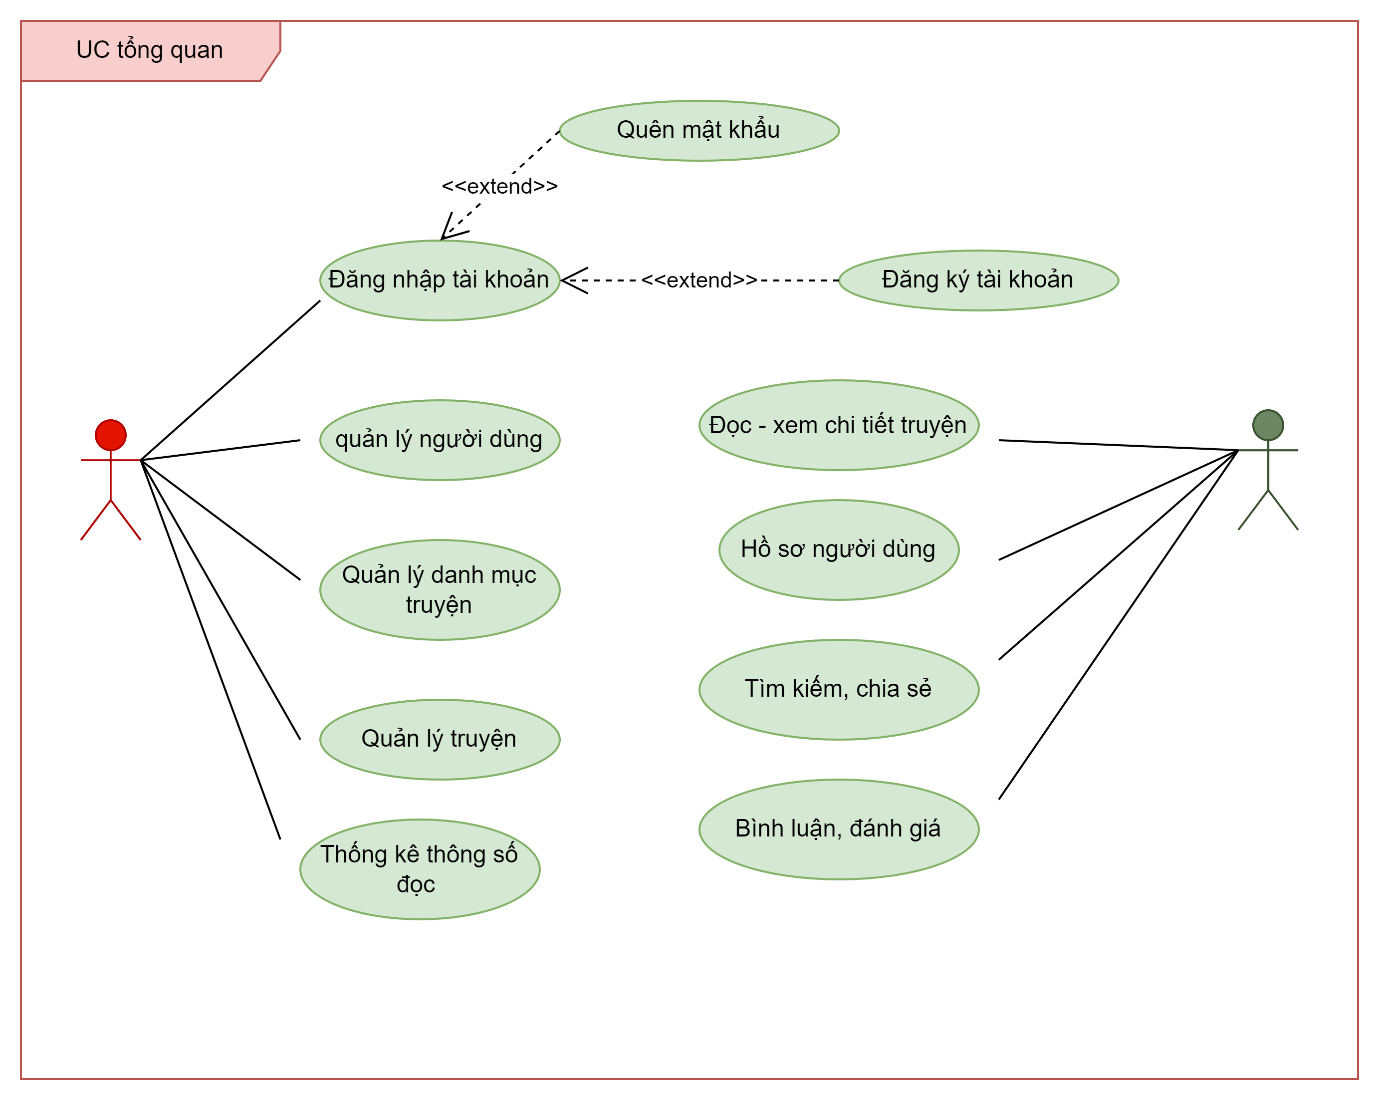 UC tổng quan
Quên mật khẩu
<<extend>>
Đăng nhập tài khoản
<<extend>>
Đăng ký tài khoản
quản lý người dùng
Đọc - xem chi tiết truyện
Hồ sơ người dùng
Quản lý danh mục
truyện
Tìm kiếm, chia sẻ
Quản lý truyện
Bình luận, đánh giá
Thống kê thông số
đọc